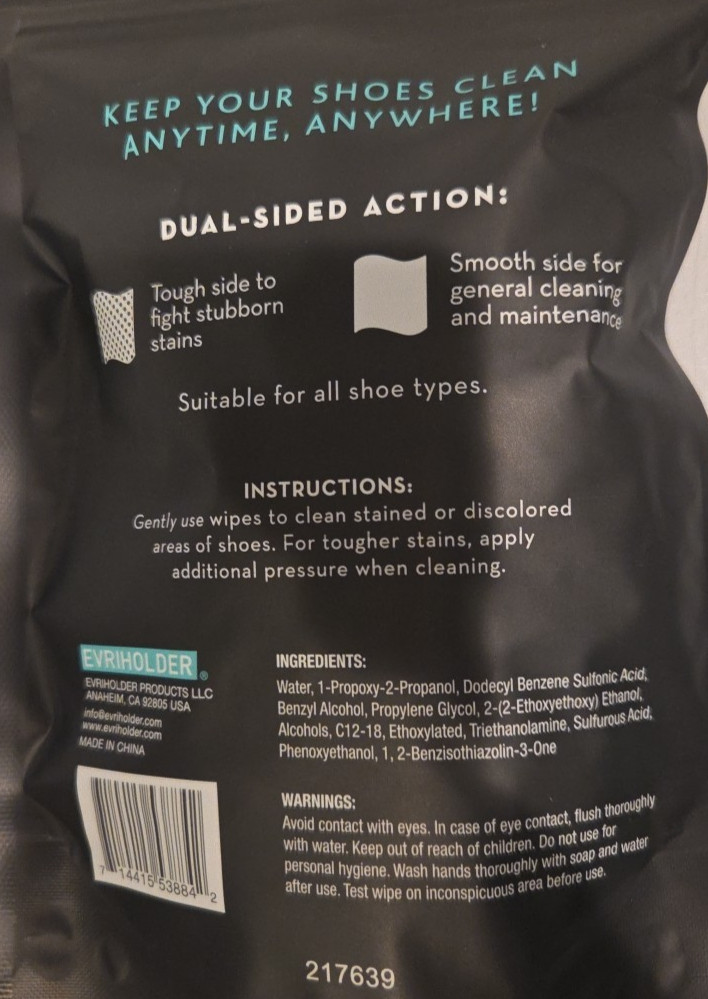 KEEP YOUR SHOES CLEAN
ANYTIME, ANYWHERE!
DUAL-SIDED ACTION:
Tough side to
fight stubborn
stains
Smooth side for
general cleaning
and maintenance
Suitable for all shoe types.
INSTRUCTIONS:
Gently use wipes to clean stained or discolored
areas of shoes. For tougher stains, apply
additional pressure when cleaning.
EVRIHOLDER®
EVRIHOLDER PRODUCTS LLC
ANAHEIM, CA 92805 USA
info@evriholder.com
www.evriholder.com
MADE IN CHINA
7 14415 53884 2
INGREDIENTS:
Water, 1-Propoxy-2-Propanol, Dodecyl Benzene Sulfonic Acid,
Benzyl Alcohol, Propylene Glycol, 2-(2-Ethoxyethoxy) Ethanol,
Alcohols, C12-18, Ethoxylated, Triethanolamine, Sulfurous Acid,
Phenoxyethanol, 1, 2-Benzisothiazolin-3-One
WARNINGS:
Avoid contact with eyes. In case of eye contact, flush thoroughly
with water. Keep out of reach of children. Do not use for
personal hygiene. Wash hands thoroughly with soap and water
after use. Test wipe on inconspicuous area before use.
217639